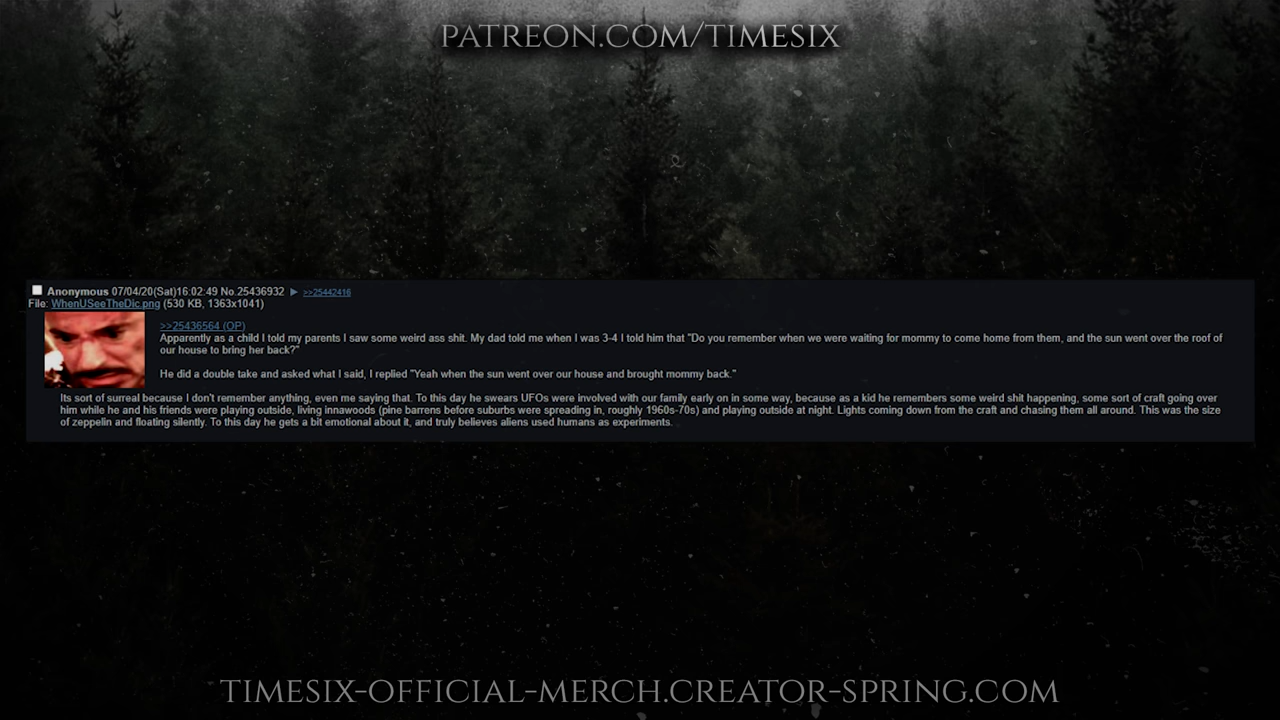 PATREON.COM/TIMESIX
Anonymous 07/04/20(Sat)16:02:49 No.25436932 ▶ >>25442416
File: WhenUSeeTheDic.png (530 KB, 1363x1041)
>>25436564 (OP)
Apparently as a child I told my parents I saw some weird ass shit. My dad told me when I was 3-4 I told him that "Do you remember when we were waiting for mommy to come home from them, and the sun went over the roof of
our house to bring her back?"
He did a double take and asked what I said, I replied "Yeah when the sun went over our house and brought mommy back."
Its sort of surreal because I don't remember anything, even me saying that. To this day he swears UFOs were involved with our family early on in some way, because as a kid he remembers some weird shit happening, some sort of craft going over
him while he and his friends were playing outside, living innawoods (pine barrens before suburbs were spreading in, roughly 1960s-70s) and playing outside at night. Lights coming down from the craft and chasing them all around. This was the size
of zeppelin and floating silently. To this day he gets a bit emotional about it, and truly believes aliens used humans as experiments.
TIMESIX-OFFICIAL-MERCH.CREATOR-SPRING.COM